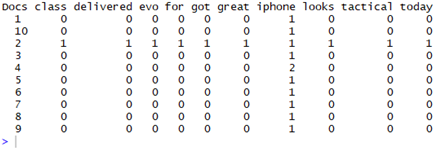 Docs class delivered evo for got great iphone looks tactical today
1 0 0 0 0 0 0 1 0 0 0
10 0 0 0 0 0 0 1 0 0 0
2 1 1 1 1 1 1 1 1 1 1
3 0 0 0 0 0 0 1 0 0 0
4 0 0 0 0 0 0 2 0 0 0
5 0 0 0 0 0 0 1 0 0 0
6 0 0 0 0 0 0 1 0 0 0
7 0 0 0 0 0 0 1 0 0 0
8 0 0 0 0 0 0 1 0 0 0
9 0 0 0 0 0 0 1 0 0 0
>